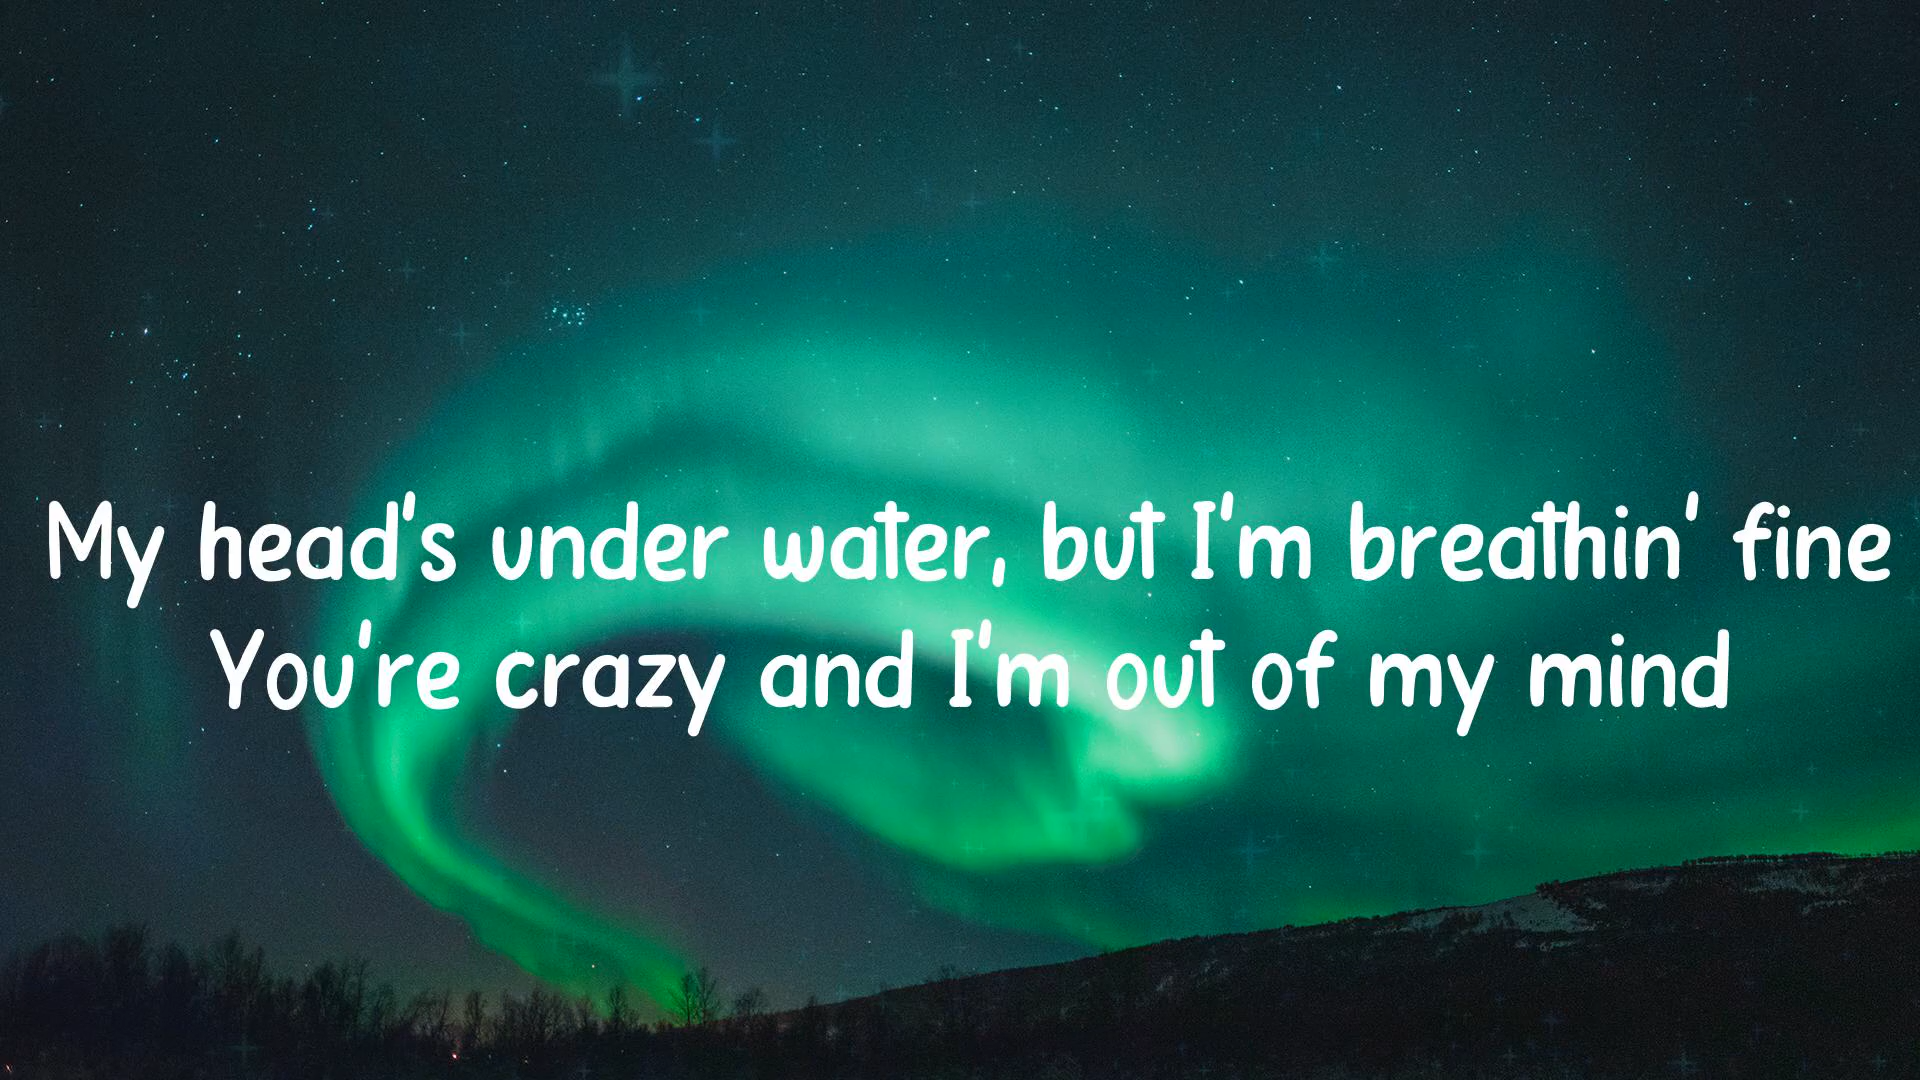 My head's under water, but I'm breathin' fine
You're crazy and I'm out of my mind